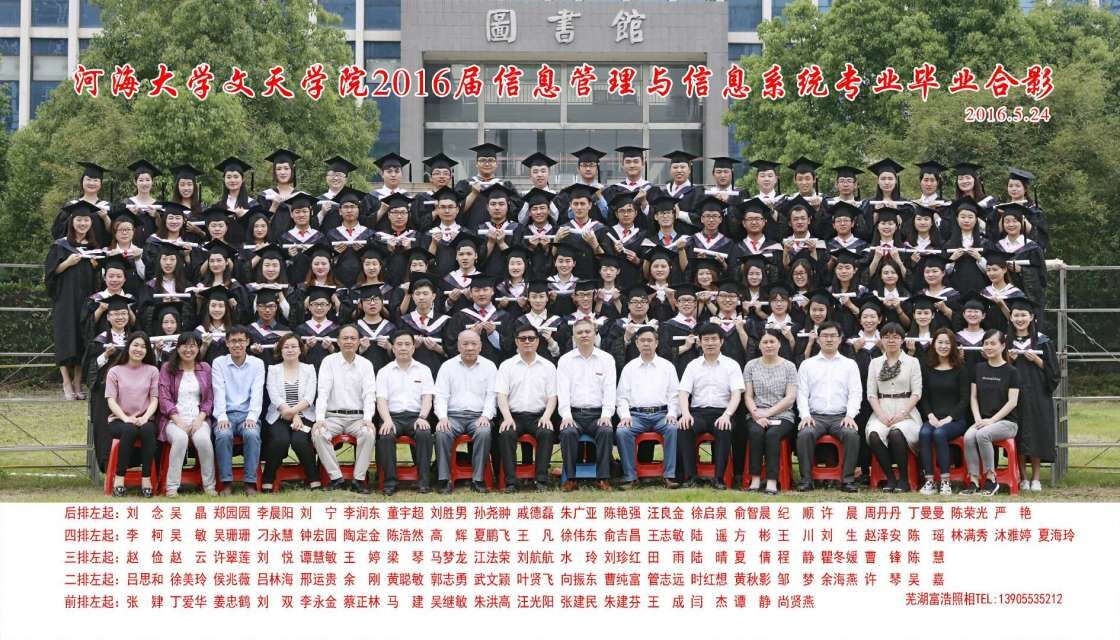 圖書館
河海大学文天学院2016届信息管理与信息系统专业毕业合影
2016.5.24
后排左起：刘 念 吴 晶 郑园园 李晨阳 刘 宁 李润东 董宇超 刘胜男 孙尧翀 戚德磊 朱广亚 陈艳强 汪良金 徐启泉 俞智晨 纪 顺 许 晨 周丹丹 丁曼曼 陈荣光 严 艳
四排左起：李 柯 吴 敏 吴珊珊 刁永慧 钟宏园 陶定金 陈浩然 高 辉 夏鹏飞 王 凡 徐伟东 俞吉昌 王志敏 陆 遥 方 彬 王 川 刘 生 赵泽安 陈 瑶 林满秀 沐雅婷 夏海玲
三排左起：赵 俭 赵 云 许翠莲 刘 悦 谭慧敏 王 婷 梁 琴 马梦龙 江法荣 刘航航 水 玲 刘珍红 田 雨 陆 晴 夏 倩 程 静 瞿冬媛 曹 锋 陈 慧
二排左起：吕思和 徐美玲 侯兆薇 吕林海 邢运贵 余 刚 黄聪敏 郭志勇 武文颖 叶贤飞 向振东 曹纯富 管志远 时红想 黄秋影 邹 梦 余海燕 许 琴 吴 嘉
前排左起：张 肄 丁爱华 姜忠鹤 刘 双 李永金 蔡正林 马 建 吴继敏 朱洪高 汪光阳 张建民 朱建芬 王 成 闫 杰 谭 静 尚贤燕
芜湖富浩照相TEL:13905535212